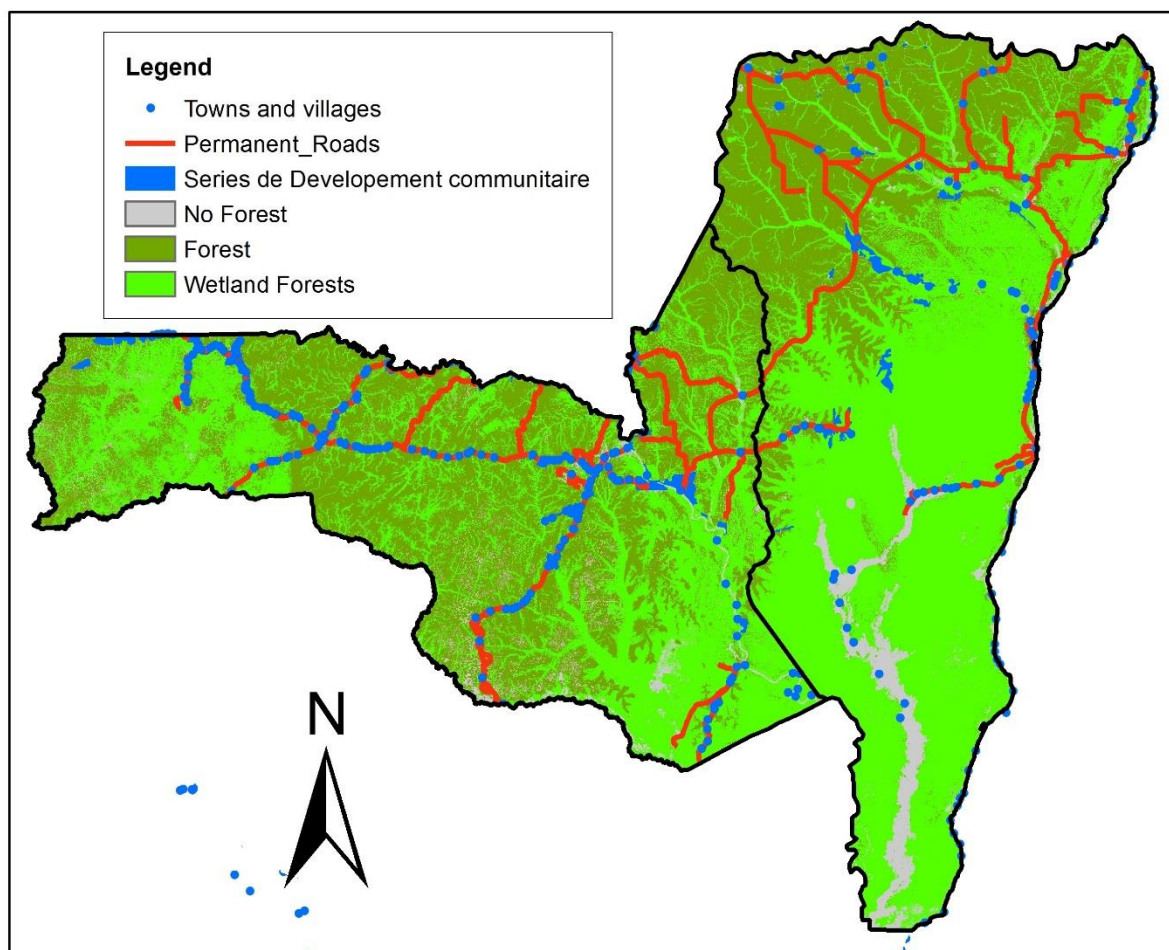 Legend
Towns and villages
Permanent_Roads
Series de Developement communitaire
No Forest
Forest
Wetland Forests
N